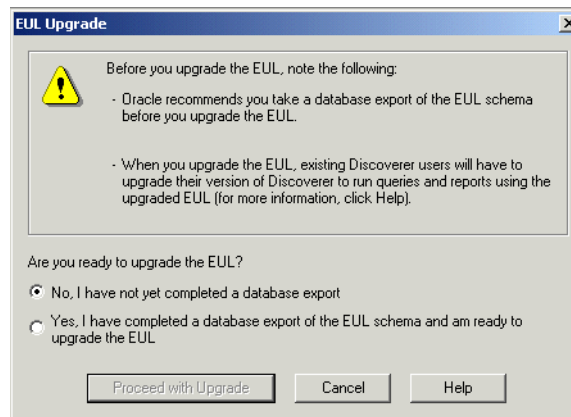 EUL Upgrade
Before you upgrade the EUL, note the following:
- Oracle recommends you take a database export of the EUL schema
before you upgrade the EUL.
- When you upgrade the EUL, existing Discoverer users will have to
upgrade their version of Discoverer to run queries and reports using the
upgraded EUL (for more information, click Help).
Are you ready to upgrade the EUL?
No, I have not yet completed a database export
Yes, I have completed a database export of the EUL schema and am ready to
upgrade the EUL
Proceed with Upgrade Cancel Help